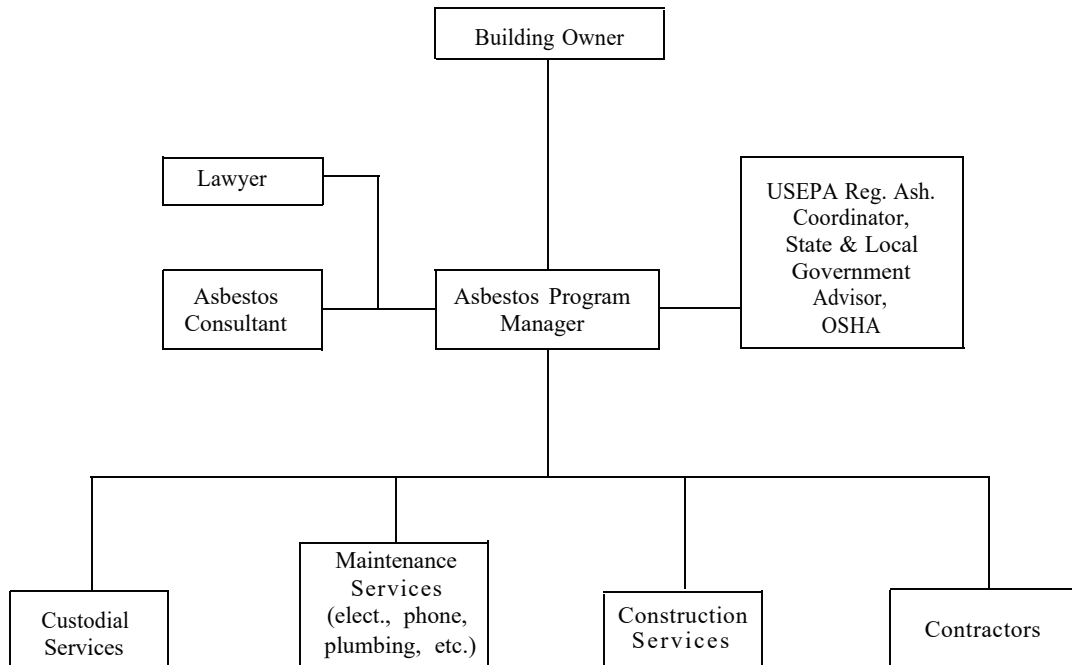 Building Owner
Lawyer
USEPA Reg. Ash.
Coordinator,
State & Local
Government
Advisor,
OSHA
Asbestos
Consultant
Asbestos Program
Manager
Custodial
Services
Maintenance
Services
(elect., phone,
plumbing, etc.)
Construction
Services
Contractors